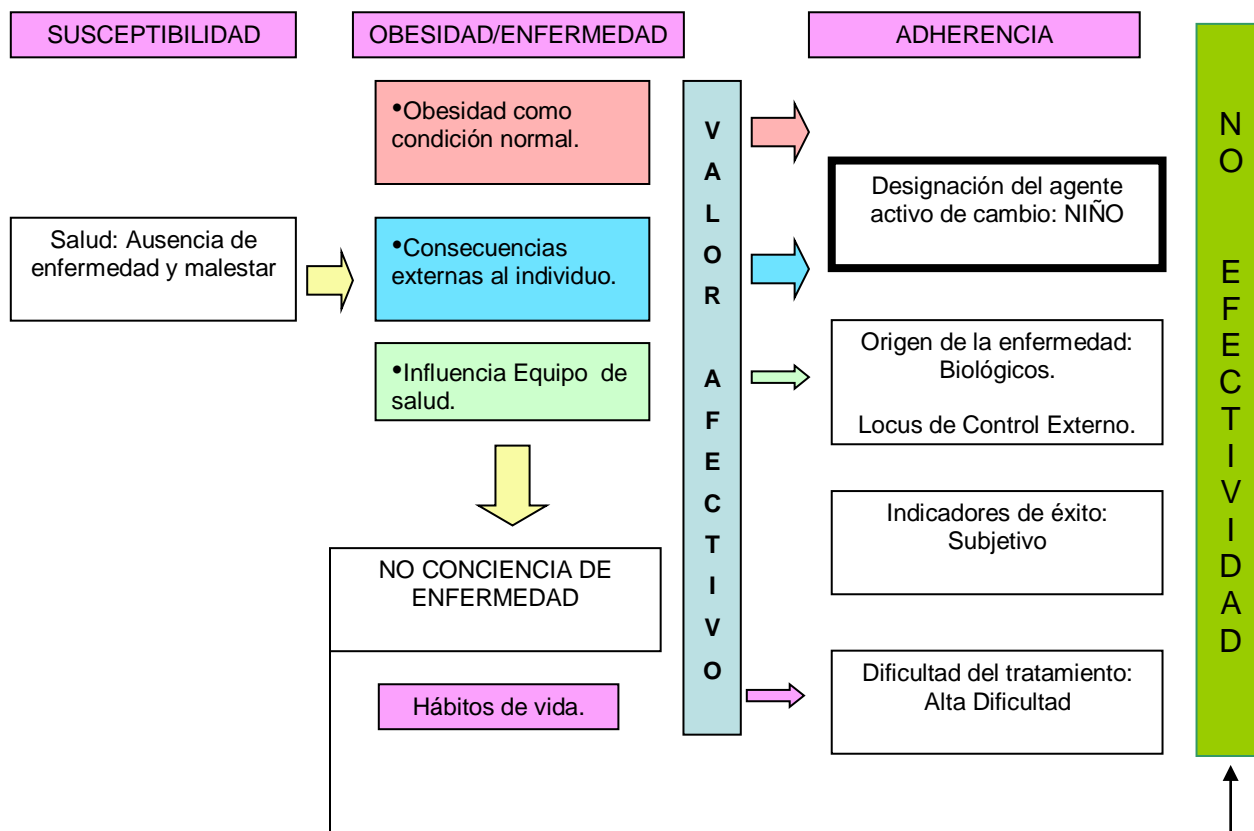 SUSCEPTIBILIDAD
OBESIDAD/ENFERMEDAD
ADHERENCIA
•Obesidad como
condición normal.
Salud: Ausencia de
enfermedad y malestar
•Consecuencias
externas al individuo.
•Influencia Equipo de
salud.
NO CONCIENCIA DE
ENFERMEDAD
Hábitos de vida.
VALOR AFECTIVO
Designación del agente
activo de cambio: NIÑO
Origen de la enfermedad:
Biológicos.
Locus de Control Externo.
Indicadores de éxito:
Subjetivo
Dificultad del tratamiento:
Alta Dificultad
NO EFECTIVIDAD